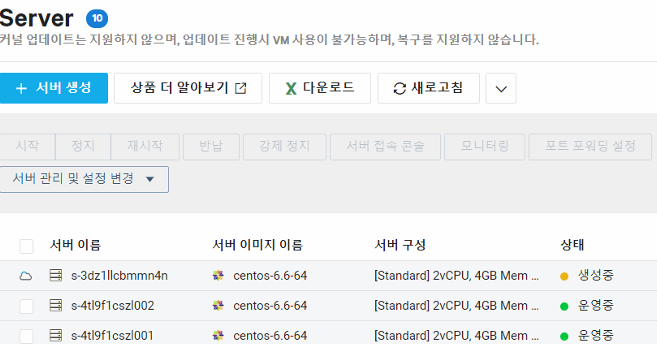 Server 10
커널 업데이트는 지원하지 않으며, 업데이트 진행시 VM 사용이 불가능하며, 복구를 지원하지 않습니다.
+ 서버 생성 상품 더 알아보기 다운로드 새로고침
시작 정지 재시작 반납 강제 정지 서버 접속 콘솔 모니터링 포트 포워딩 설정
서버 관리 및 설정 변경
서버 이름 서버 이미지 이름 서버 구성 상태
s-3dz1llcbmmn4n centos-6.6-64 [Standard] 2vCPU, 4GB Mem ... 생성중
s-4tl9f1cszl002 centos-6.6-64 [Standard] 2vCPU, 4GB Mem ... 운영중
s-4tl9f1cszl001 centos-6.6-64 [Standard] 2vCPU, 4GB Mem ... 운영중